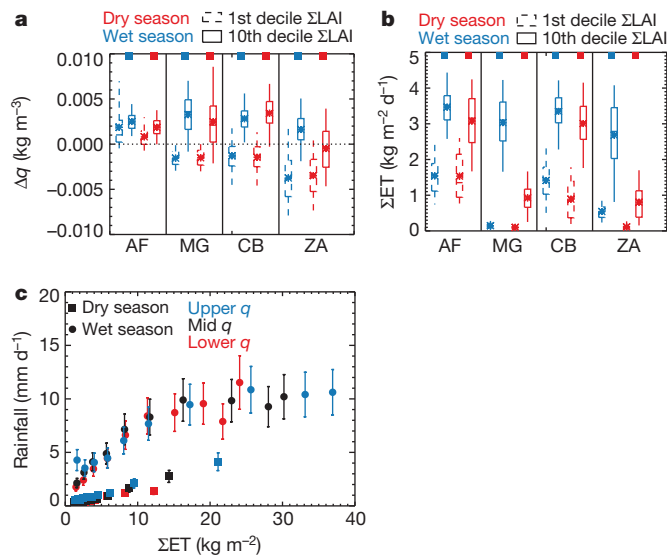 a
Dry season 1st decile ΣLAI
Wet season 10th decile ΣLAI
Δq (kg m⁻³)
0.010
0.005
0.000
−0.005
−0.010
AF MG CB ZA
b
Dry season 1st decile ΣLAI
Wet season 10th decile ΣLAI
ΣET (kg m⁻² d⁻¹)
5
4
3
2
1
0
AF MG CB ZA
c
Dry season Upper q
Wet season Mid q
Lower q
Rainfall (mm d⁻¹)
20
15
10
5
0
0 10 20 30 40
ΣET (kg m⁻²)